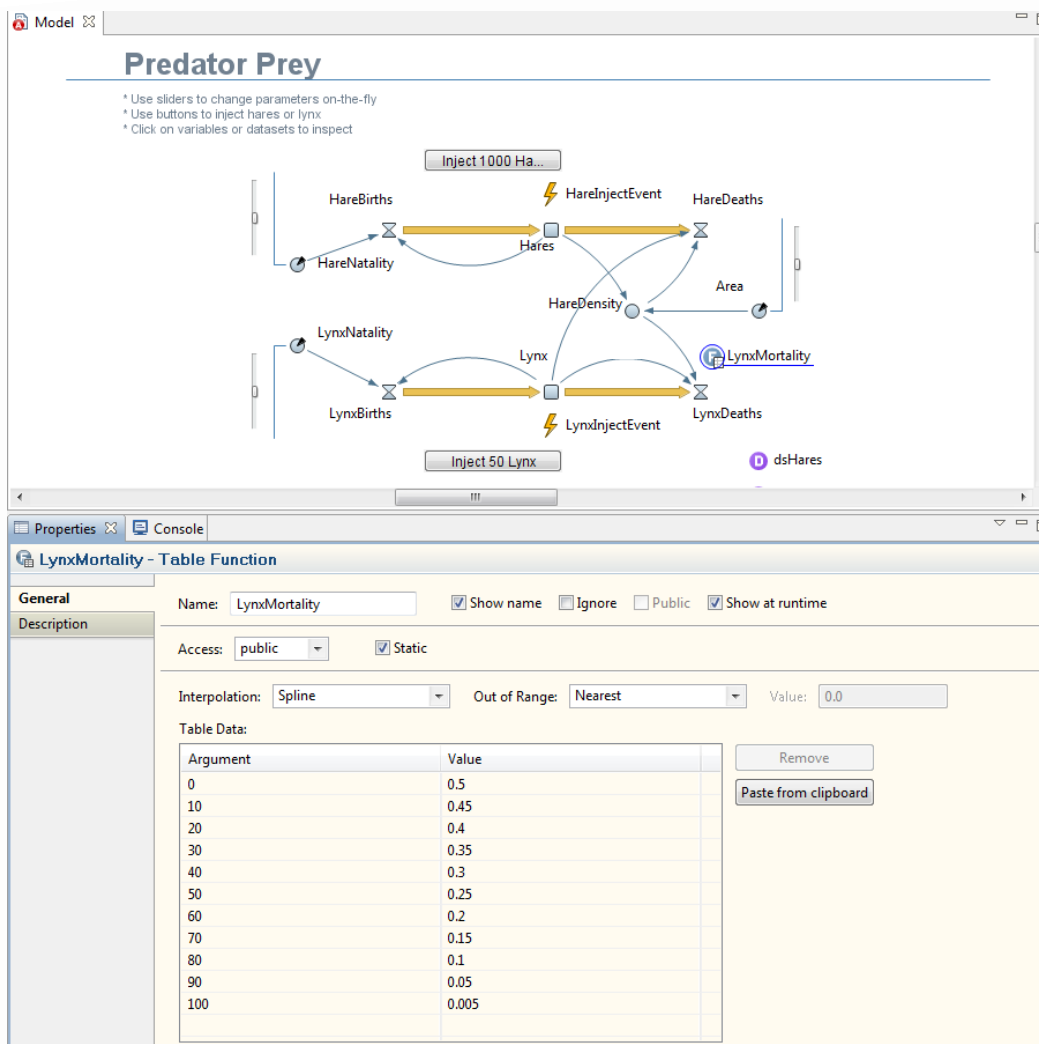 Model
Predator Prey
* Use sliders to change parameters on-the-fly
* Use buttons to inject hares or lynx
* Click on variables or datasets to inspect
Inject 1000 Ha...
HareInjectEvent
HareBirths
HareDeaths
Hares
HareNatality
Area
HareDensity
LynxNatality
Lynx
LynxMortality
LynxBirths
LynxDeaths
LynxInjectEvent
Inject 50 Lynx
dsHares
Properties Console
LynxMortality - Table Function
General
Description
Name: LynxMortality Show name Ignore Public Show at runtime
Access: public Static
Interpolation: Spline Out of Range: Nearest Value: 0.0
Table Data:
Argument Value
Remove
0 0.5
Paste from clipboard
10 0.45
20 0.4
30 0.35
40 0.3
50 0.25
60 0.2
70 0.15
80 0.1
90 0.05
100 0.005